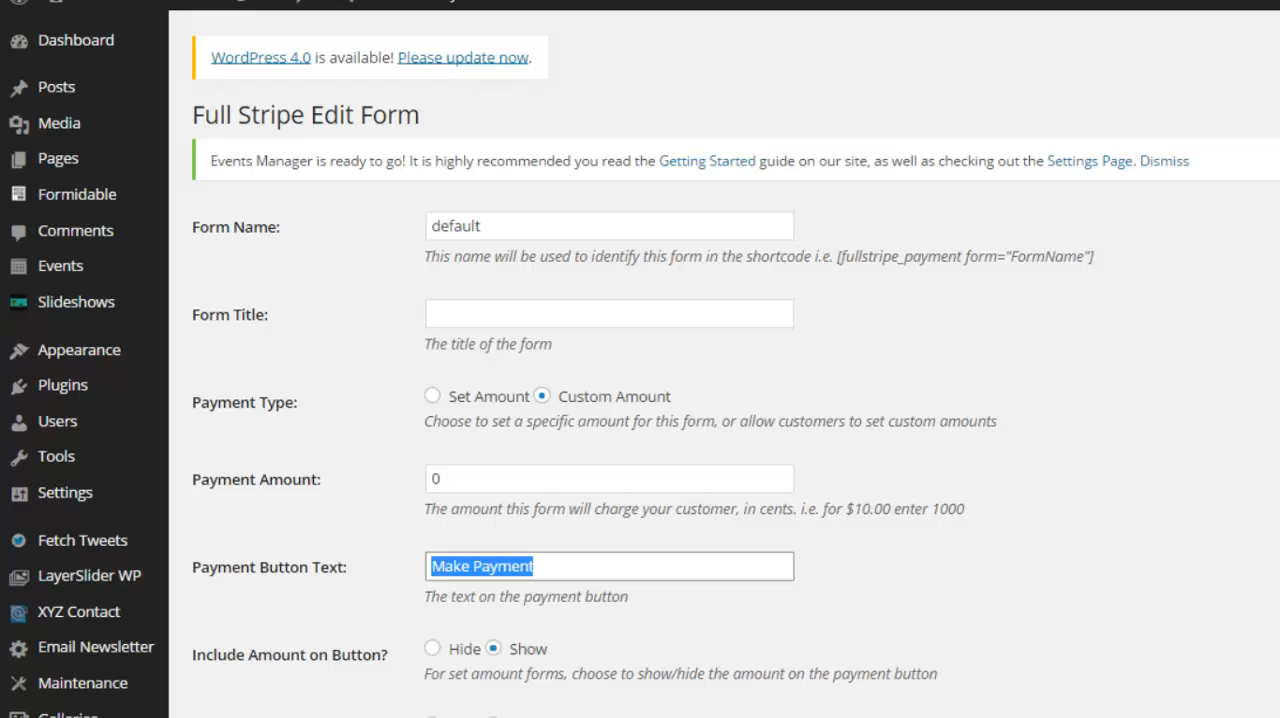 Dashboard
Posts
Media
Pages
Formidable
Comments
Events
Slideshows
Appearance
Plugins
Users
Tools
Settings
Fetch Tweets
LayerSlider WP
XYZ Contact
Email Newsletter
Maintenance
Galleries
WordPress 4.0 is available! Please update now.
Full Stripe Edit Form
Events Manager is ready to go! It is highly recommended you read the Getting Started guide on our site, as well as checking out the Settings Page. Dismiss
Form Name: default
This name will be used to identify this form in the shortcode i.e. [fullstripe_payment form="FormName"]
Form Title:
The title of the form
Payment Type: Set Amount Custom Amount
Choose to set a specific amount for this form, or allow customers to set custom amounts
Payment Amount: 0
The amount this form will charge your customer, in cents. i.e. for $10.00 enter 1000
Payment Button Text: Make Payment
The text on the payment button
Include Amount on Button? Hide Show
For set amount forms, choose to show/hide the amount on the payment button